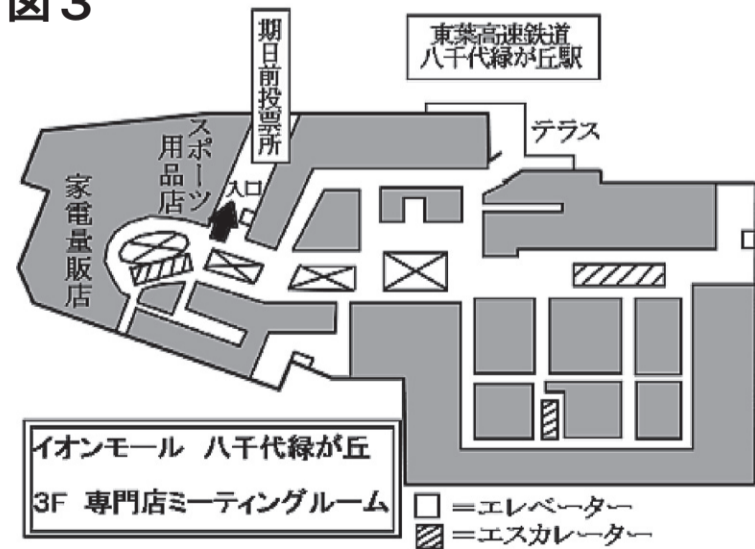 図3
期日前投票所
東葉高速鉄道
八千代緑が丘駅
テラス
スポーツ
用品店
入口
家電量販店
イオンモール 八千代緑が丘
3F 専門店ミーティングルーム
=エレベーター
=エスカレーター